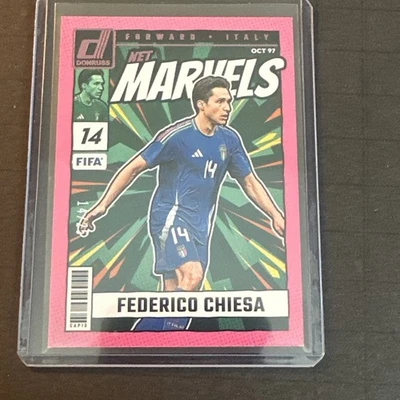 FORWARD • ITALY
DONRUSS
OCT 97
NET
MARVELS
14
FIFA
14
14
FEDERICO CHIESA